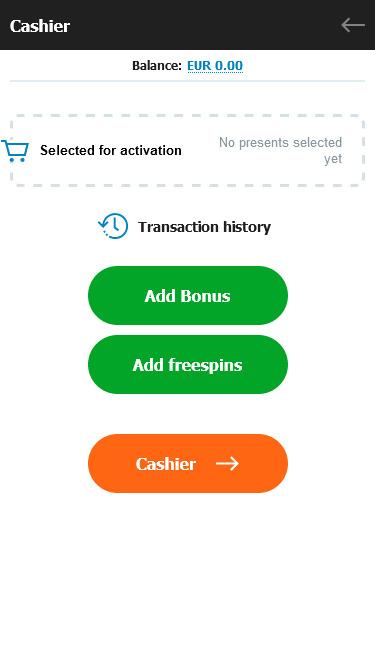 Cashier
Balance: EUR 0.00
Selected for activation
No presents selected
yet
Transaction history
Add Bonus
Add freespins
Cashier